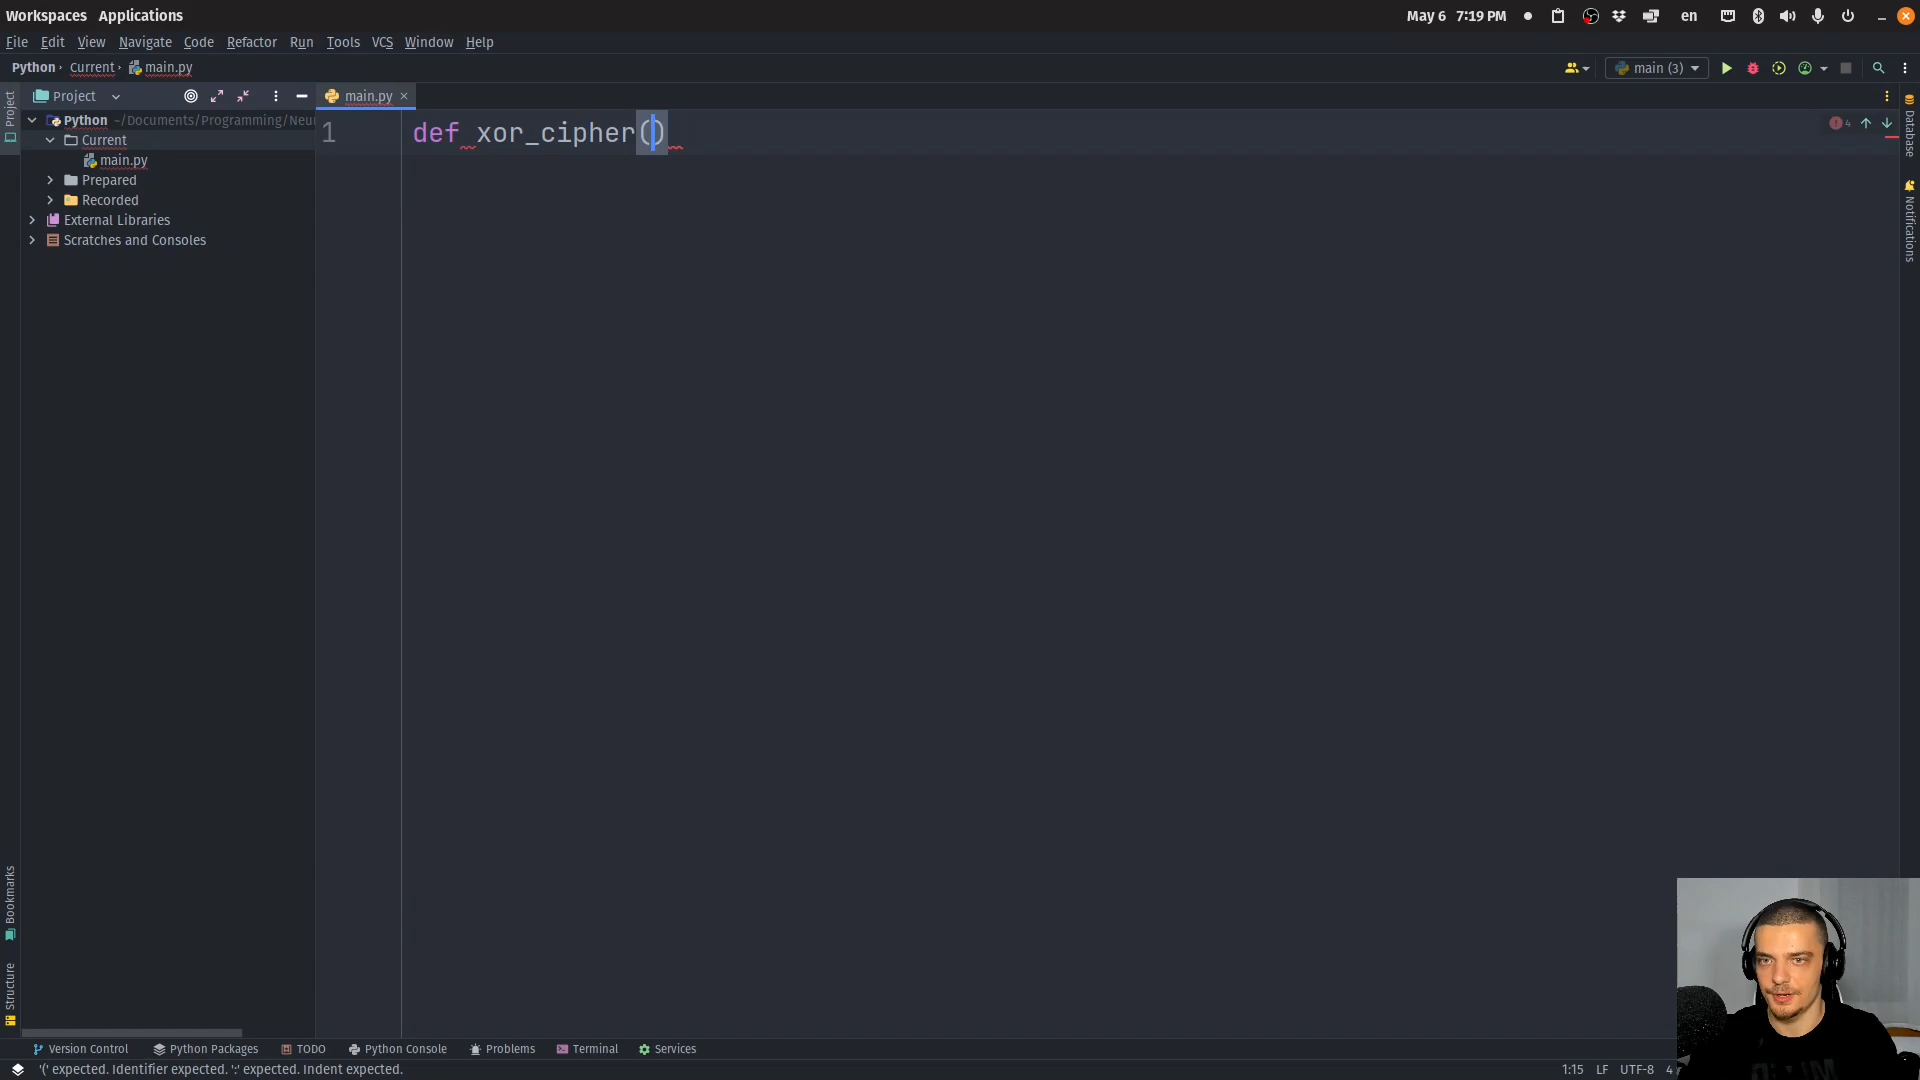 Workspaces Applications May 6 7:19 PM en
File Edit View Navigate Code Refactor Run Tools VCS Window Help
Python › Current › main.py main (3)
Project main.py
Python ~/Documents/Programming/Neur
Current
main.py
Prepared
Recorded
External Libraries
Scratches and Consoles
1 def xor_cipher()
4
Project
Bookmarks
Structure
Database
Notifications
Version Control Python Packages TODO Python Console Problems Terminal Services
'(' expected. Identifier expected. ':' expected. Indent expected. 1:15 LF UTF-8 4